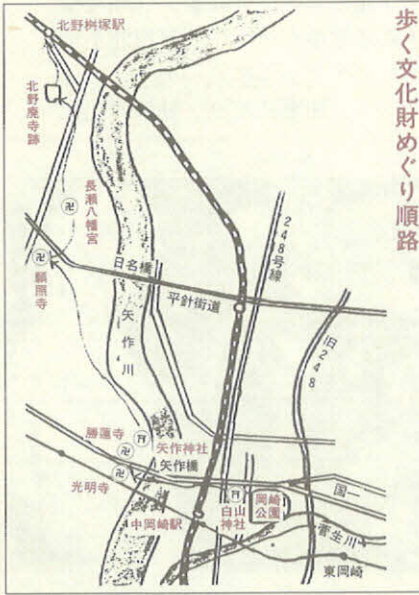 歩く文化財めぐり順路
北野桝塚駅
北野廃寺跡
長瀬八幡宮
願照寺
日名橋
平針街道
248号線
旧248
矢作川
勝蓮寺
矢作神社
矢作橋
光明寺
中岡崎駅
白山神社
岡崎公園
国一
菅生川
東岡崎